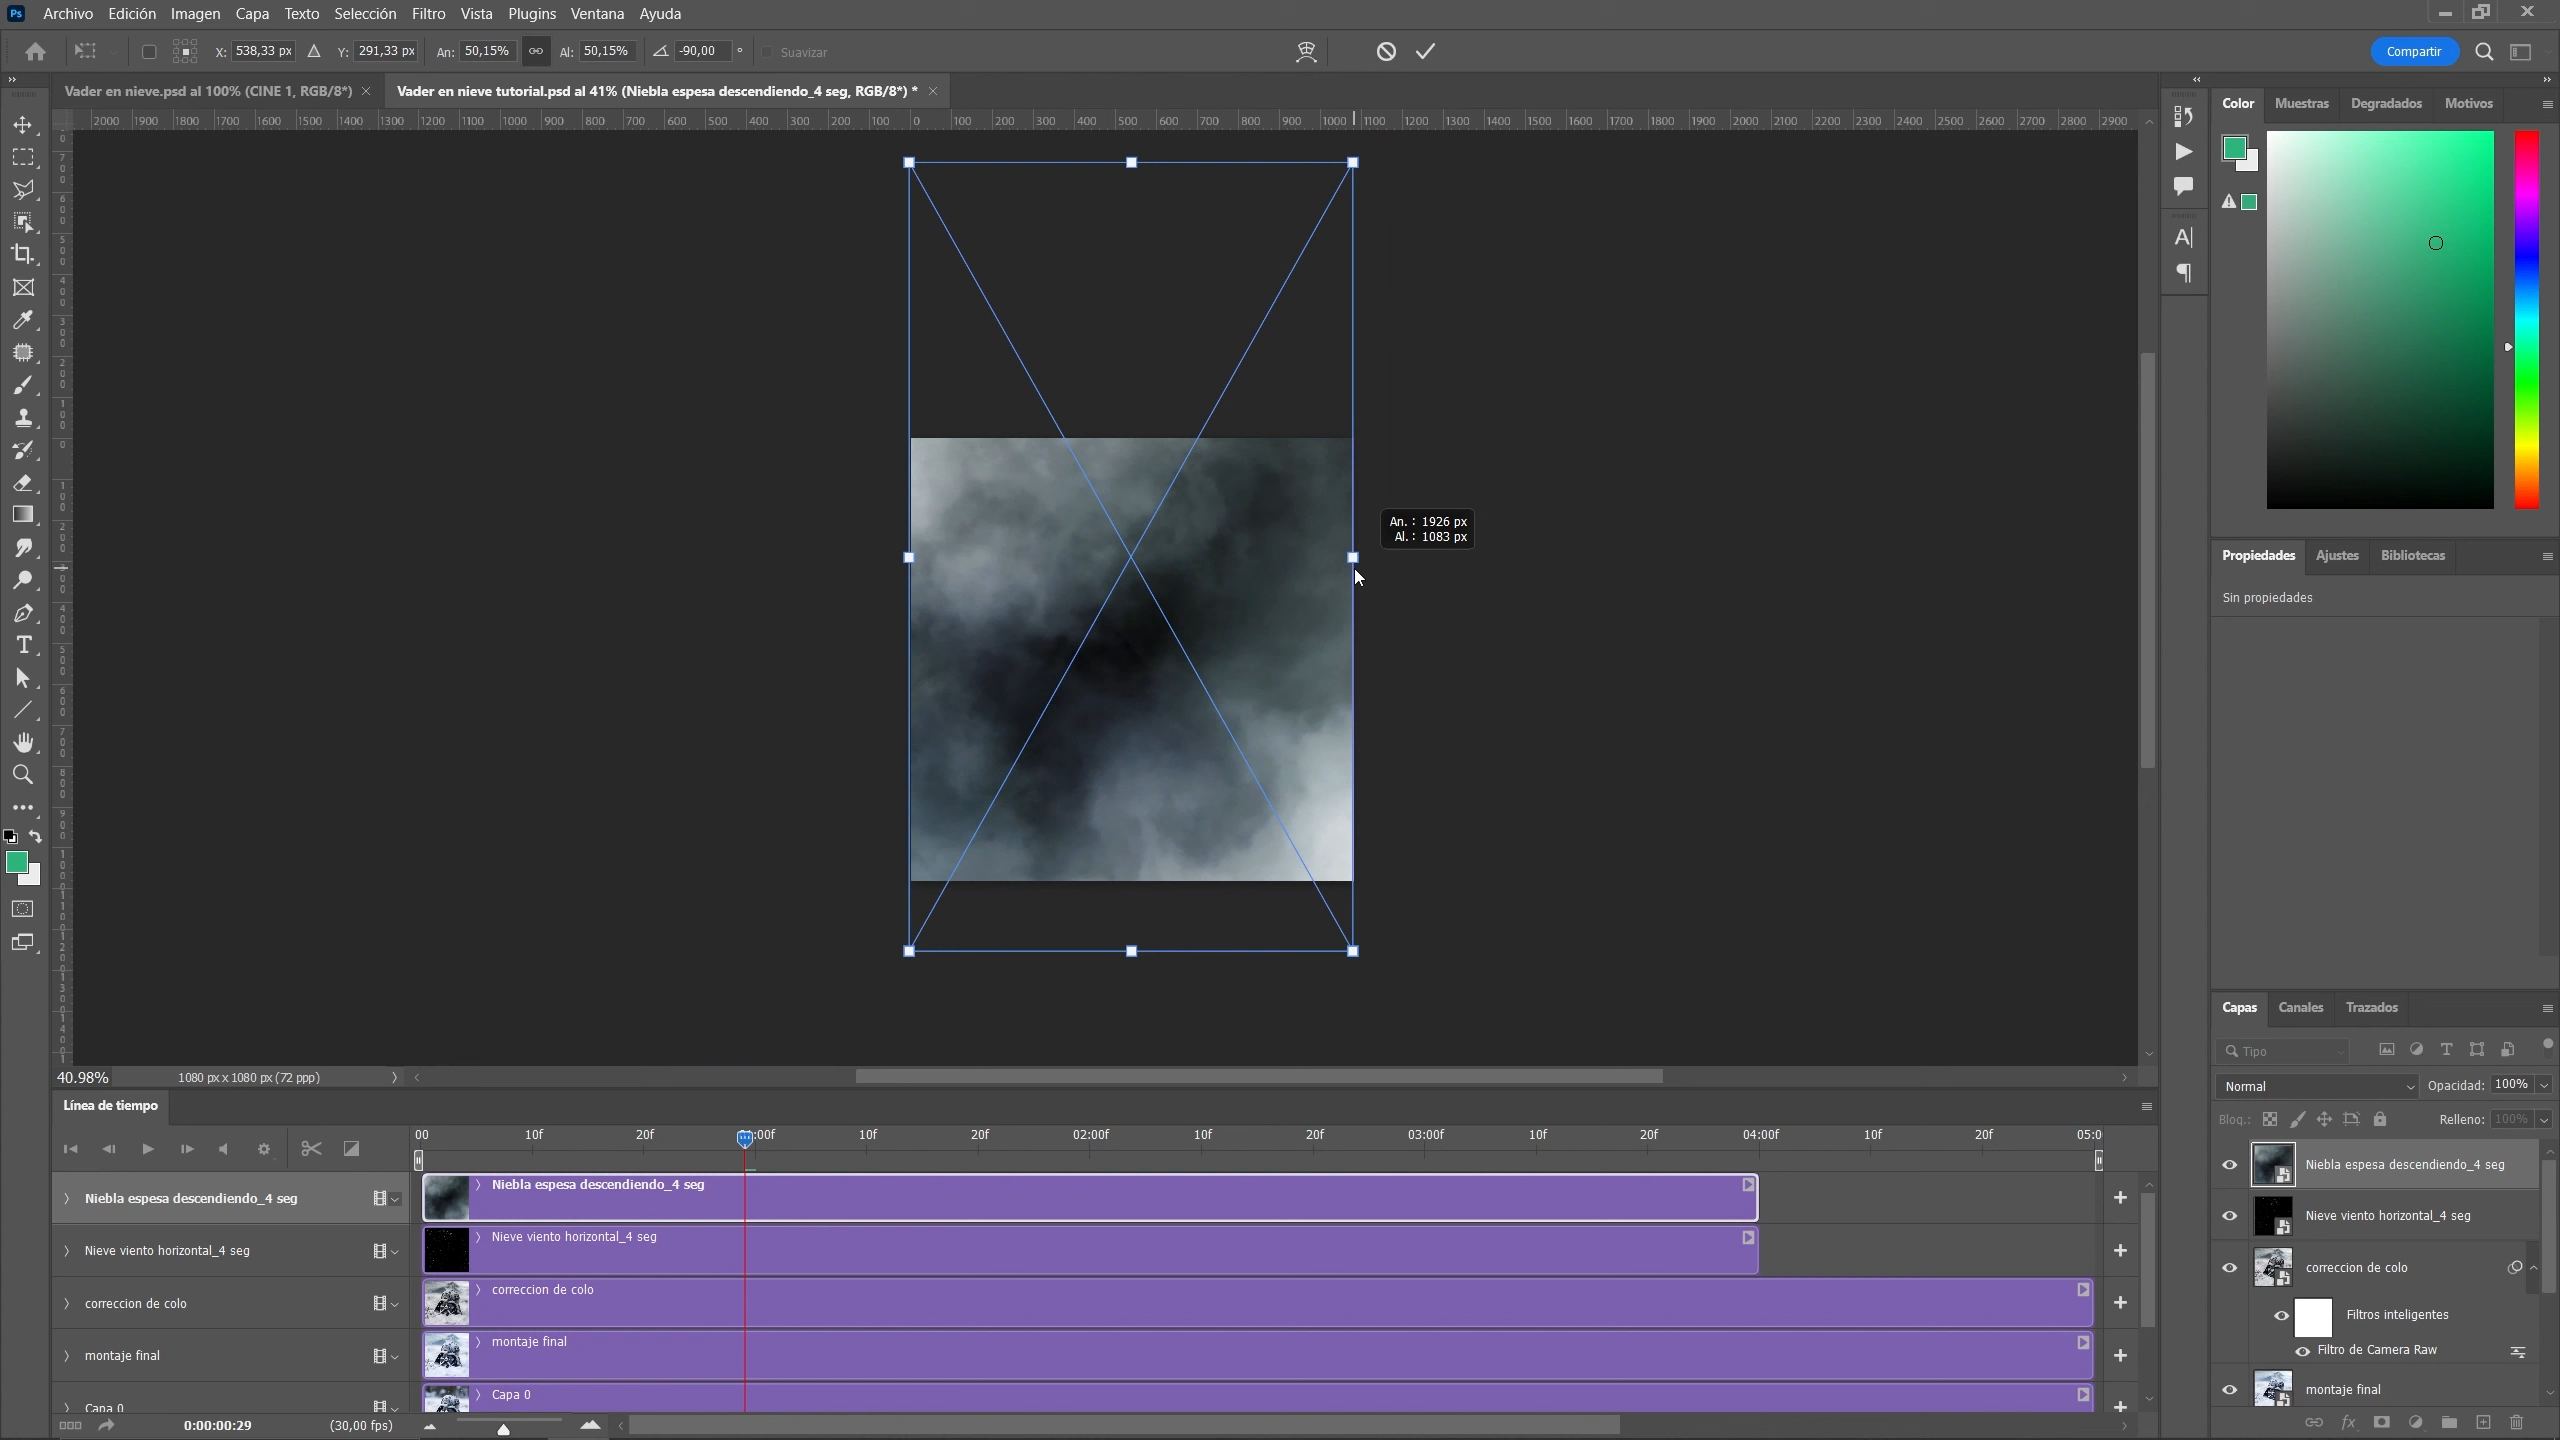 Ps Archivo Edición Imagen Capa Texto Selección Filtro Vista Plugins Ventana Ayuda
X: 538,33 px Y: 291,33 px An: 50,15% Al: 50,15% -90,00 ° Suavizar Compartir
Vader en nieve.psd al 100% (CINE 1, RGB/8*) × Vader en nieve tutorial.psd al 41% (Niebla espesa descendiendo_4 seg, RGB/8*) * ×
2000 1900 1800 1700 1600 1500 1400 1300 1200 1100 1000 900 800 700 600 500 400 300 200 100 0 100 200 300 400 500 600 700 800 900 1000 1100 1200 1300 1400 1500 1600 1700 1800 1900 2000 2100 2200 2300 2400 2500 2600 2700 2800 2900
Color Muestras Degradados Motivos
An. : 1926 px
Al. : 1083 px
Propiedades Ajustes Bibliotecas
Sin propiedades
Capas Canales Trazados
Tipo
Normal Opacidad: 100%
Bloq.: Relleno: 100%
Niebla espesa descendiendo_4 seg
Nieve viento horizontal_4 seg
correccion de colo
Filtros inteligentes
Filtro de Camera Raw
montaje final
40.98% 1080 px x 1080 px (72 ppp)
Línea de tiempo
00 10f 20f :00f 10f 20f 02:00f 10f 20f 03:00f 10f 20f 04:00f 10f 20f 05:0
Niebla espesa descendiendo_4 seg Niebla espesa descendiendo_4 seg
Nieve viento horizontal_4 seg Nieve viento horizontal_4 seg
correccion de colo correccion de colo
montaje final montaje final
Capa 0 Capa 0
0:00:00:29 (30,00 fps)